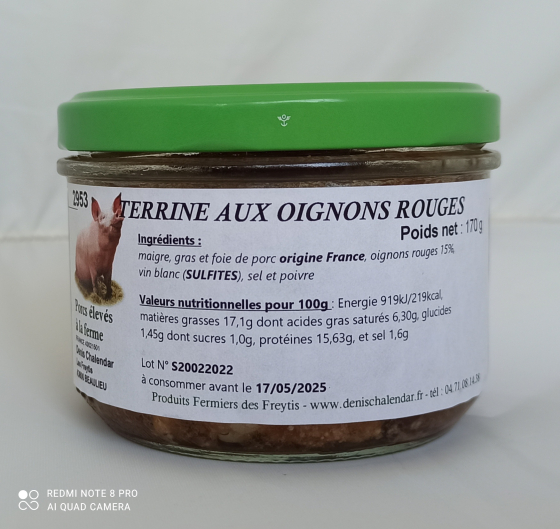 2953
TERRINE AUX OIGNONS ROUGES
Poids net : 170 g
Ingrédients :
maigre, gras et foie de porc origine France, oignons rouges 15%,
vin blanc (SULFITES), sel et poivre
Valeurs nutritionnelles pour 100g : Energie 919kJ/219kcal,
matières grasses 17,1g dont acides gras saturés 6,30g, glucides
1,45g dont sucres 1,0g, protéines 15,63g, et sel 1,6g
Porcs élevés
à la ferme
Denis Chalendar
Les Freytis
BEAULIEU
Lot N° S20022022
à consommer avant le 17/05/2025
Produits Fermiers des Freytis - www.denischalendar.fr - tél : 04.71.08.14.
REDMI NOTE 8 PRO
AI QUAD CAMERA